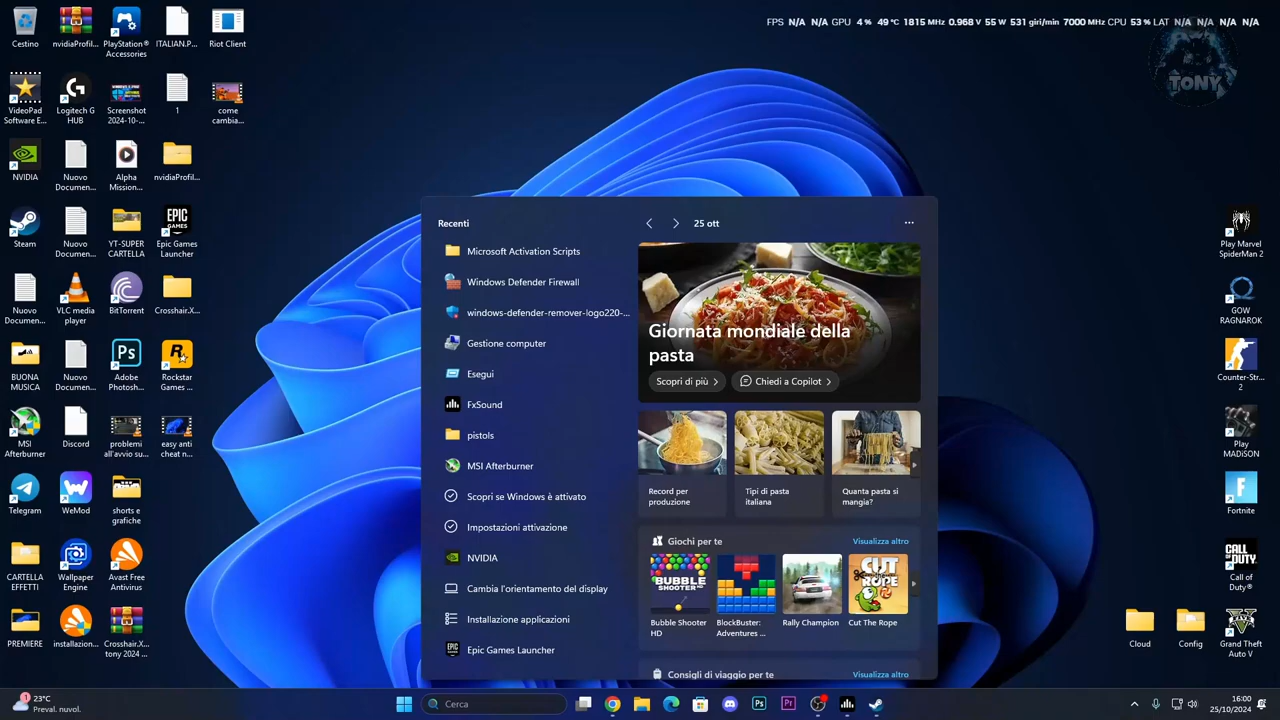 FPS N/A N/A GPU 4 % 49 °C 1815 MHz 0.968 V 55 W 531 giri/min 7000 MHz CPU 53 % LAT N/A N/A N/A N/A
TONY
Cestino
nvidiaProfil...
PlayStation®
Accessories
ITALIAN.P...
Riot Client
VideoPad
Software E...
Logitech G
HUB
Screenshot
2024-10-...
1
come
cambia...
NVIDIA
Nuovo
Documen...
Alpha
Mission...
nvidiaProfil...
Steam
Nuovo
Documen...
YT-SUPER
CARTELLA
Epic Games
Launcher
Nuovo
Documen...
VLC media
player
BitTorrent
Crosshair.X...
BUONA
MUSICA
Nuovo
Documen...
Adobe
Photosh...
Rockstar
Games ...
MSI
Afterburner
Discord
problemi
all'avvio su...
easy anti
cheat n...
Telegram
WeMod
shorts e
grafiche
CARTELLA
EFFETTI
Wallpaper
Engine
Avast Free
Antivirus
PREMIERE
installazion...
Crosshair.X...
tony 2024 ...
Recenti
Microsoft Activation Scripts
Windows Defender Firewall
windows-defender-remover-logo220-...
Gestione computer
Esegui
FxSound
pistols
MSI Afterburner
Scopri se Windows è attivato
Impostazioni attivazione
NVIDIA
Cambia l'orientamento del display
Installazione applicazioni
Epic Games Launcher
25 ott
Giornata mondiale della
pasta
Scopri di più
Chiedi a Copilot
Record per
produzione
Tipi di pasta
italiana
Quanta pasta si
mangia?
Giochi per te
Visualizza altro
BUBBLE
SHOOTER
CUT
ROPE
Bubble Shooter
HD
BlockBuster:
Adventures ...
Rally Champion
Cut The Rope
Consigli di viaggio per te
Visualizza altro
Play Marvel
SpiderMan 2
GOW
RAGNAROK
Counter-Str...
2
Play
MADiSON
Fortnite
Call of
Duty®
Cloud
Config
Grand Theft
Auto V
23°C
Preval. nuvol.
Cerca
16:00
25/10/2024